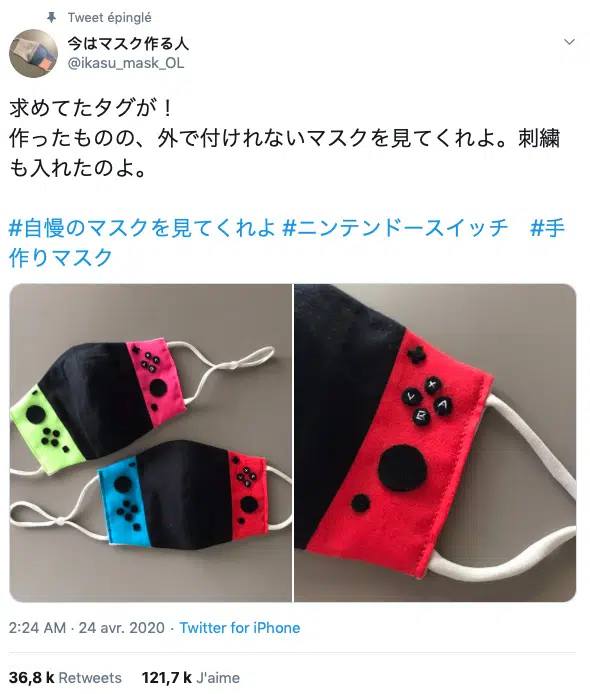 Tweet épinglé
今はマスク作る人
@ikasu_mask_OL
求めてたタグが！
作ったものの、外で付けれないマスクを見てくれよ。刺繍
も入れたのよ。
#自慢のマスクを見てくれよ #ニンテンドースイッチ　#手
作りマスク
X
Y A
B
2:24 AM · 24 avr. 2020 · Twitter for iPhone
36,8 k Retweets 121,7 k J'aime